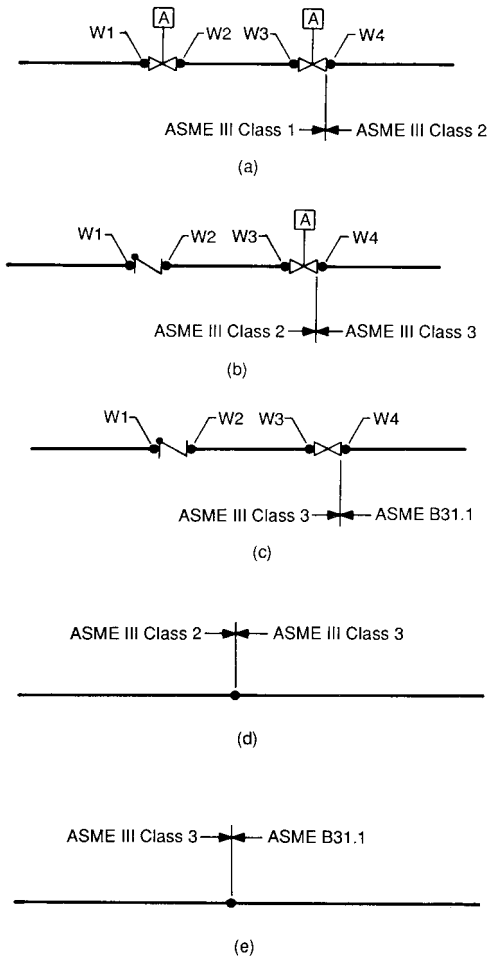 A A
W1 W2 W3 W4
ASME III Class 1 ASME III Class 2
(a)
A
W1 W2 W3 W4
ASME III Class 2 ASME III Class 3
(b)
W1 W2 W3 W4
ASME III Class 3 ASME B31.1
(c)
ASME III Class 2 ASME III Class 3
(d)
ASME III Class 3 ASME B31.1
(e)